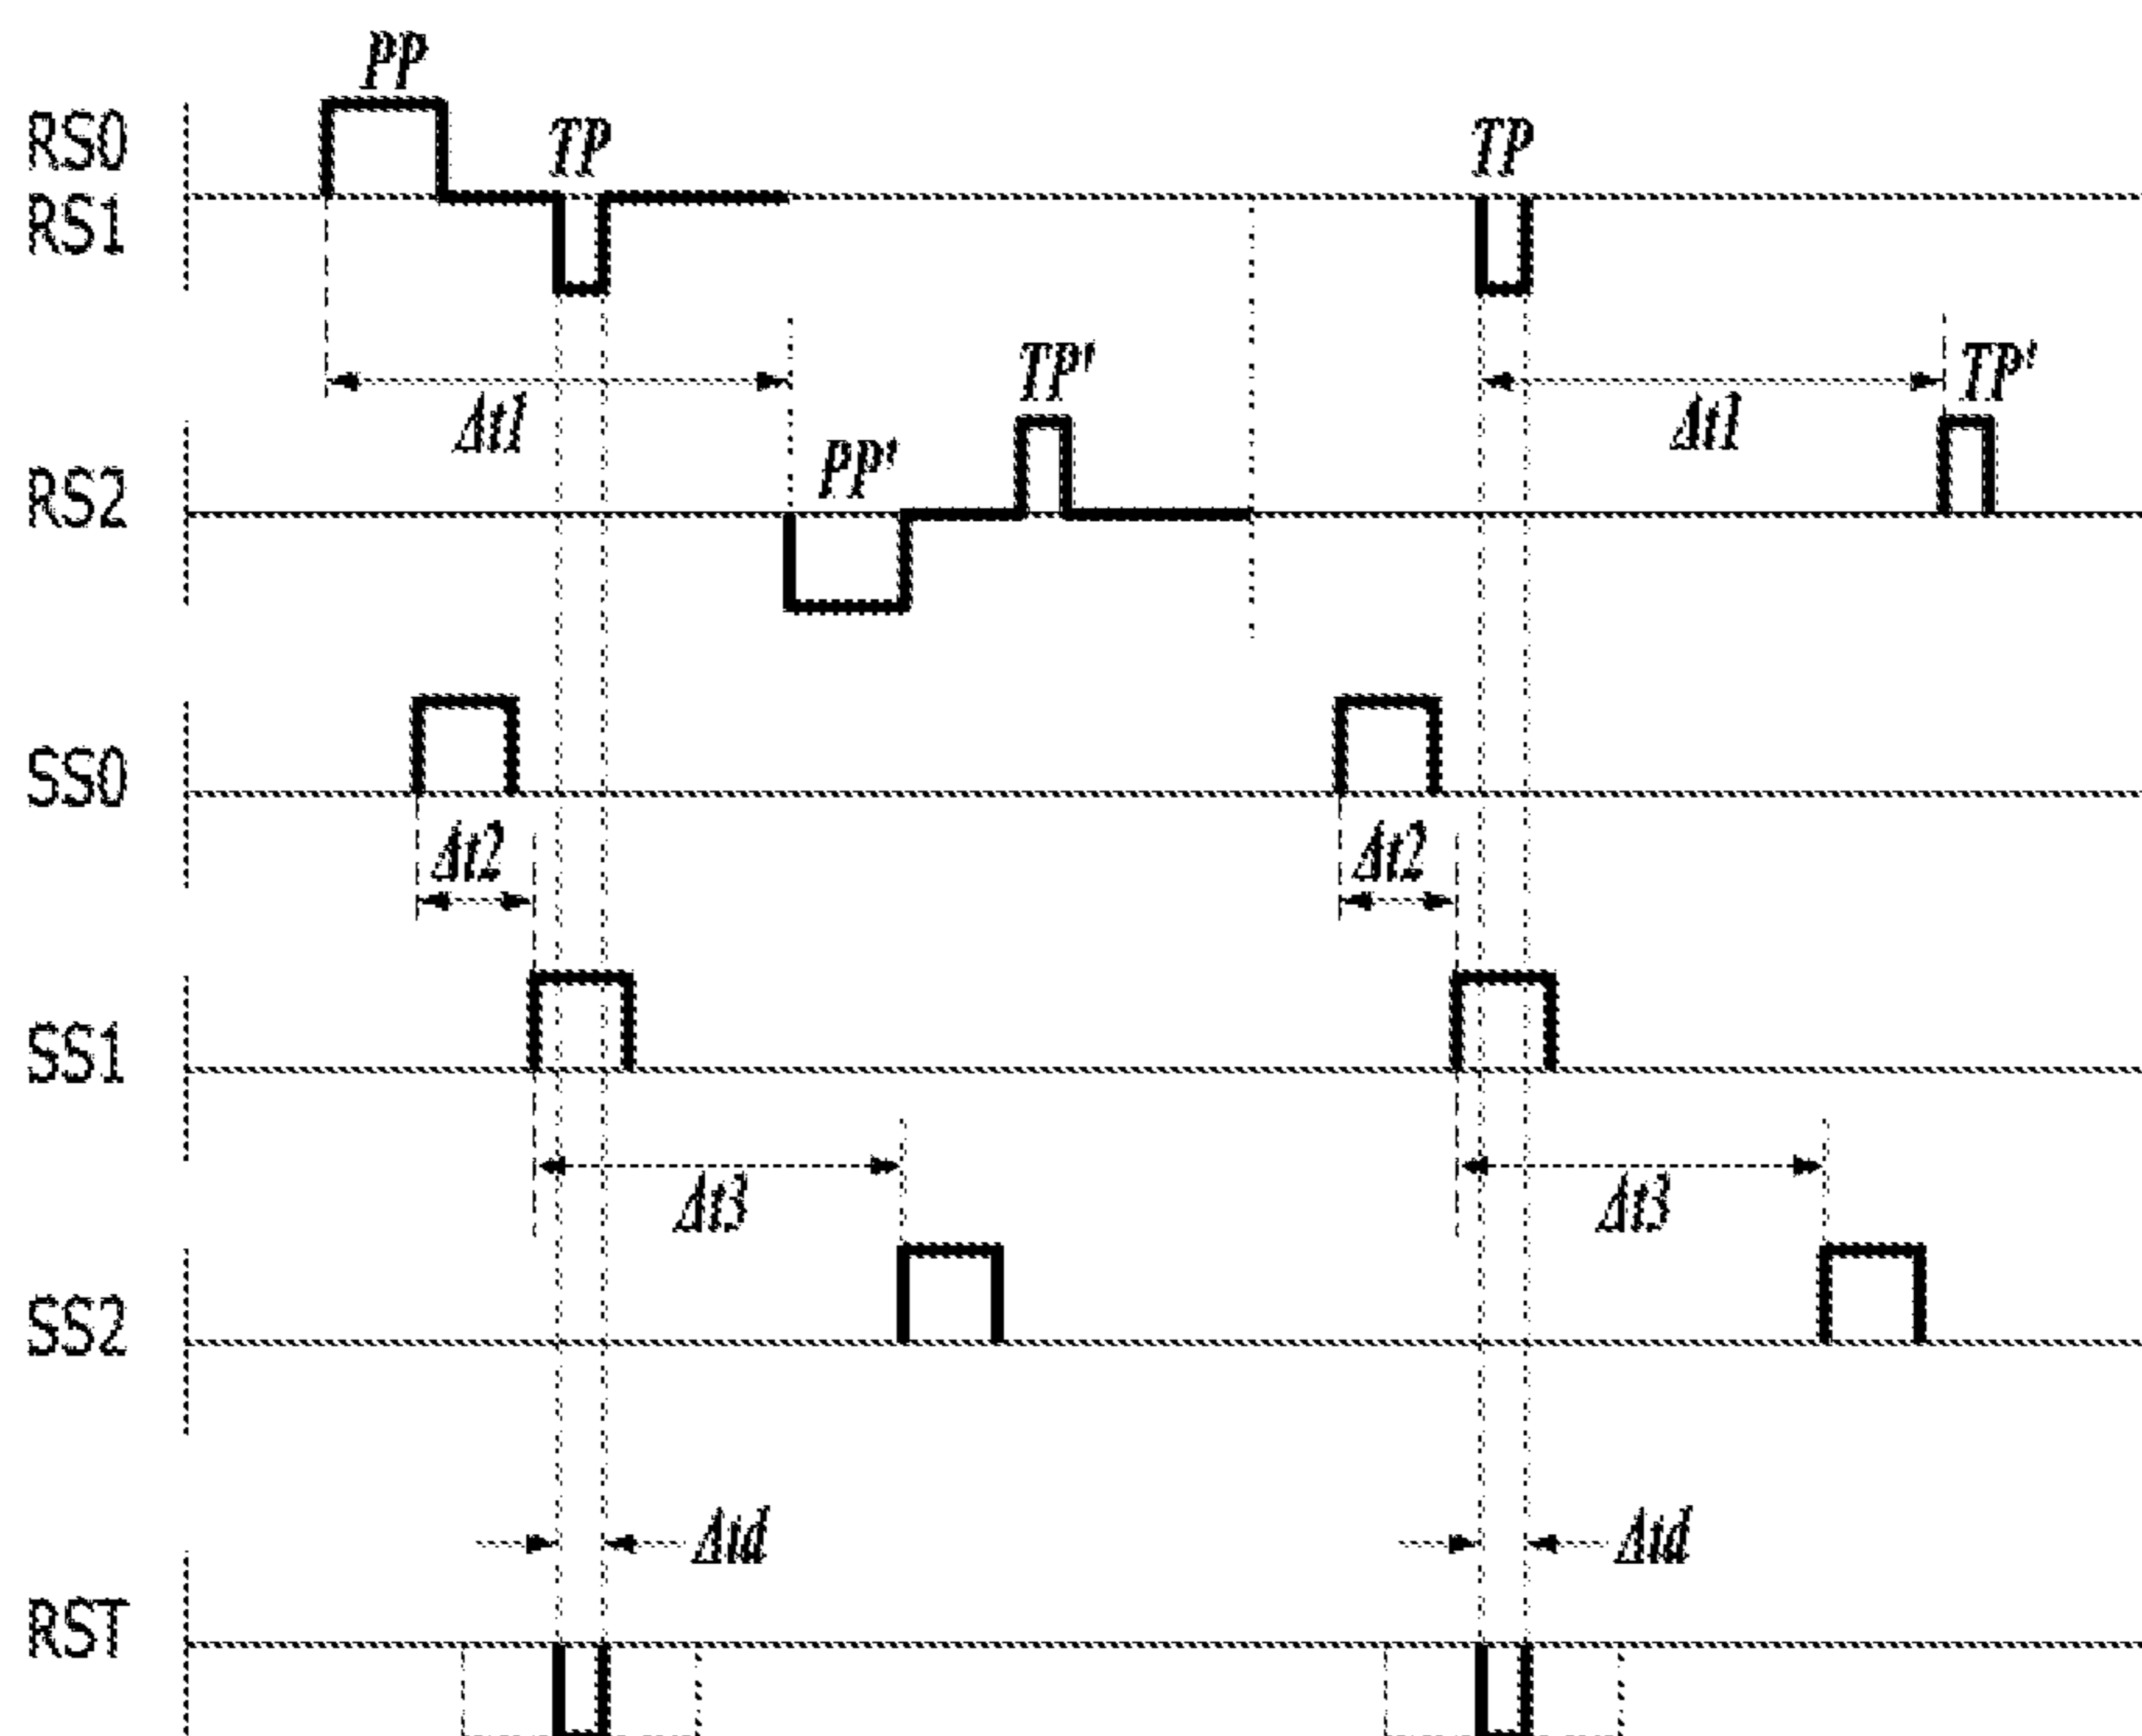 PP
RS0
TP
TP
RS1
Δt1
TP'
Δt1
TP'
PP'
RS2
SS0
Δt2
Δt2
SS1
Δt3
Δt3
SS2
Δtd
Δtd
RST